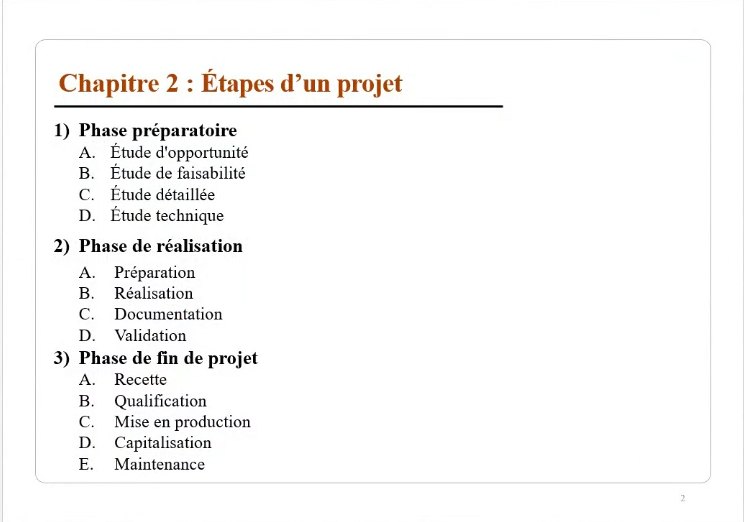 Chapitre 2 : Étapes d’un projet
1) Phase préparatoire
A. Étude d'opportunité
B. Étude de faisabilité
C. Étude détaillée
D. Étude technique
2) Phase de réalisation
A. Préparation
B. Réalisation
C. Documentation
D. Validation
3) Phase de fin de projet
A. Recette
B. Qualification
C. Mise en production
D. Capitalisation
E. Maintenance
2